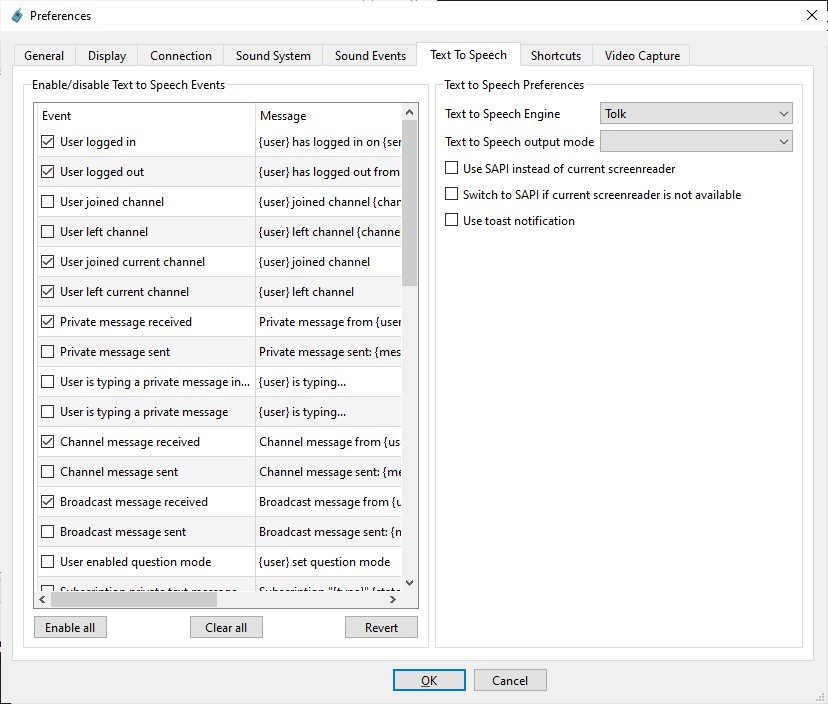 Preferences
General Display Connection Sound System Sound Events Text To Speech Shortcuts Video Capture
Enable/disable Text to Speech Events
Event Message
User logged in {user} has logged in on {ser
User logged out {user} has logged out from
User joined channel {user} joined channel {chan
User left channel {user} left channel {channe
User joined current channel {user} joined channel
User left current channel {user} left channel
Private message received Private message from {user
Private message sent Private message sent: {mes
User is typing a private message in... {user} is typing...
User is typing a private message {user} is typing...
Channel message received Channel message from {us
Channel message sent Channel message sent: {me
Broadcast message received Broadcast message from {u
Broadcast message sent Broadcast message sent: {m
User enabled question mode {user} set question mode
Subscription private text message Subscription "{type}" {state
Enable all Clear all Revert
Text to Speech Preferences
Text to Speech Engine Tolk
Text to Speech output mode
Use SAPI instead of current screenreader
Switch to SAPI if current screenreader is not available
Use toast notification
OK Cancel